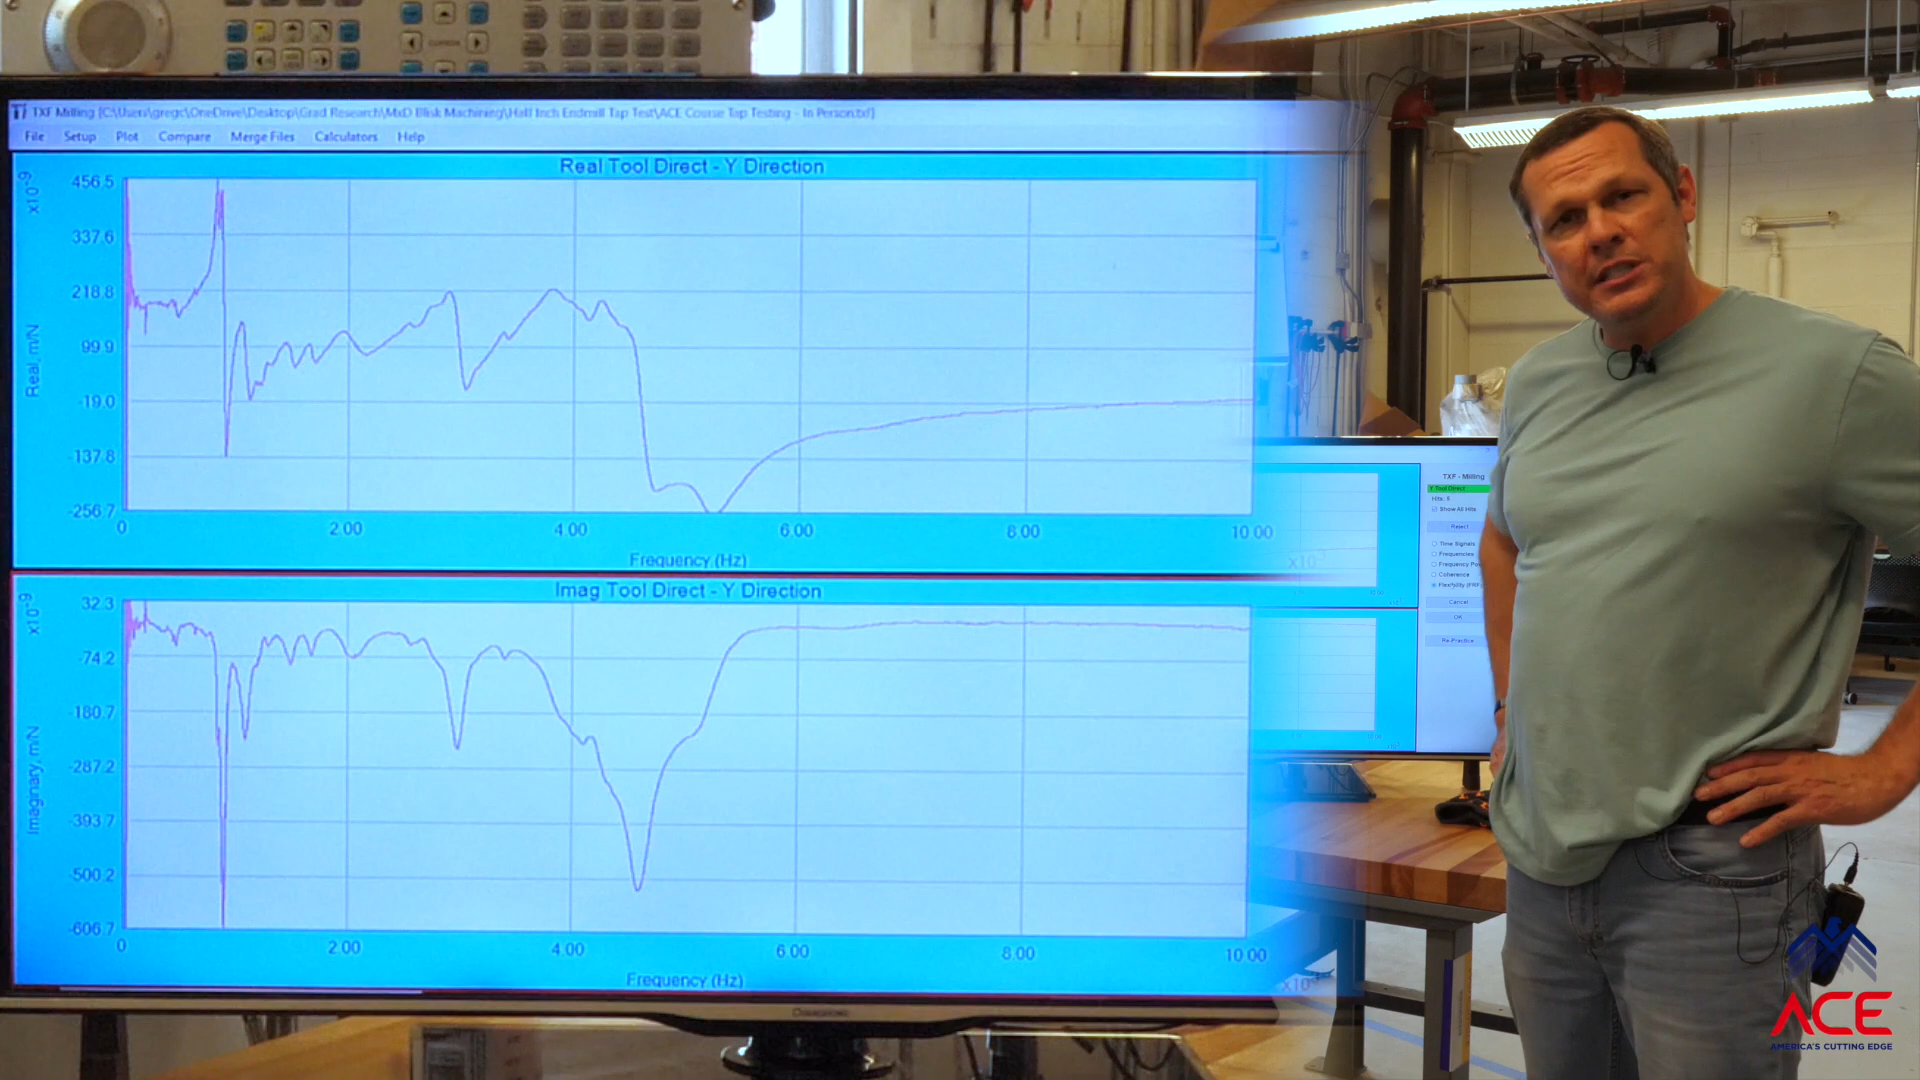 TXF Milling [C:\Users\gregc\OneDrive\Desktop\Grad Research\MxD Blisk Machining\Half Inch Endmill Tap Test\ACE Course Tap Testing - In Person.txf]
File Setup Plot Compare Merge Files Calculators Help
Real Tool Direct - Y Direction
x10-9
456.5
337.6
218.8
99.9
-19.0
-137.8
-256.7
Real, m/N
0 2.00 4.00 6.00 8.00 10.00
Frequency (Hz)
x10-3
Imag Tool Direct - Y Direction
x10-9
32.3
-74.2
-180.7
-287.2
-393.7
-500.2
-606.7
Imaginary, m/N
0 2.00 4.00 6.00 8.00 10.00
Frequency (Hz)
TXF - Milling
Y Tool Direct
Hits: 6
Show All Hits
Reject
Time Signals
Frequencies
Coherence
Cancel
OK
Re-Practice
ACE
AMERICA'S CUTTING EDGE